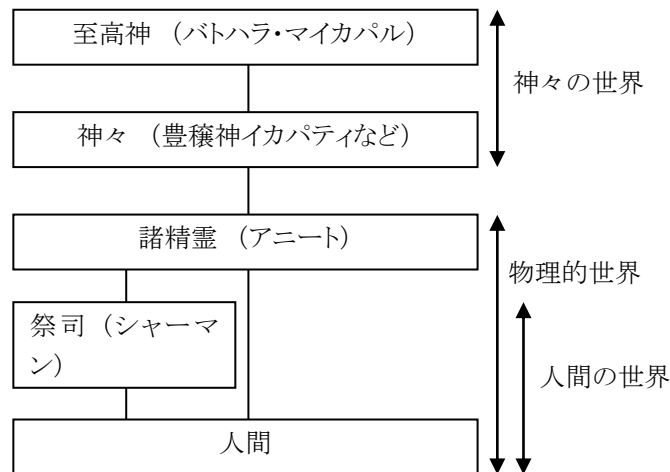 至高神 （バトハラ・マイカパル）
神々の世界
神々 （豊穣神イカパティなど）
諸精霊 （アニート）
物理的世界
祭司（シャーマ
ン）
人間の世界
人間